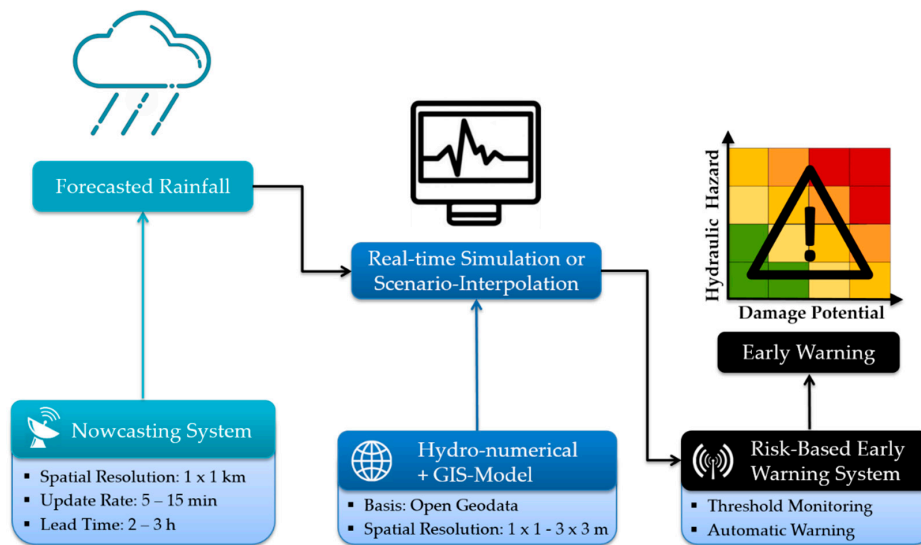 Forecasted Rainfall
Real-time Simulation or
Scenario-Interpolation
Hydraulic Hazard
!
Damage Potential
Early Warning
Nowcasting System
▪ Spatial Resolution: 1 x 1 km
▪ Update Rate: 5 – 15 min
▪ Lead Time: 2 – 3 h
Hydro-numerical
+ GIS-Model
▪ Basis: Open Geodata
▪ Spatial Resolution: 1 x 1 - 3 x 3 m
Risk-Based Early
Warning System
▪ Threshold Monitoring
▪ Automatic Warning